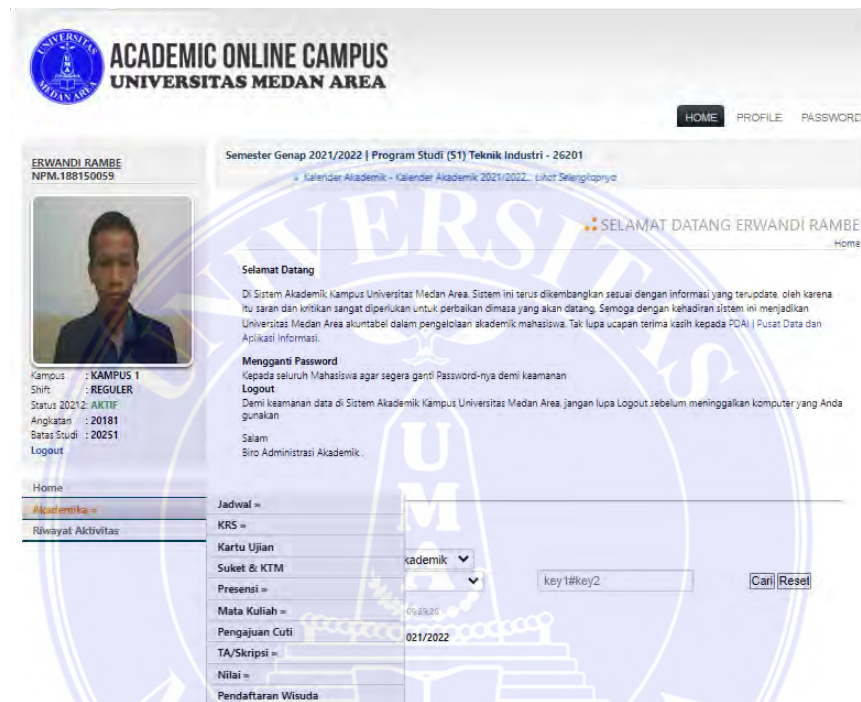 UNIVERSITAS
MEDAN AREA
ACADEMIC ONLINE CAMPUS
UNIVERSITAS MEDAN AREA
HOME PROFILE PASSWORD
ERWANDI RAMBE
NPM.188150059
Semester Genap 2021/2022 | Program Studi (51) Teknik Industri - 26201
» Kalender Akademik - Kalender Akademik 2021/2022... Lihat Selengkapnya
SELAMAT DATANG ERWANDI RAMBE
Home
Selamat Datang
Di Sistem Akademik Kampus Universitas Medan Area. Sistem ini terus dikembangkan sesuai dengan informasi yang terupdate, oleh karena
itu saran dan kritikan sangat diperlukan untuk perbaikan dimasa yang akan datang. Semoga dengan kehadiran sistem ini menjadikan
Universitas Medan Area akuntabel dalam pengelolaan akademik mahasiswa. Tak lupa ucapan terima kasih kepada PDAI | Pusat Data dan
Aplikasi Informasi.
Mengganti Password
Kepada seluruh Mahasiswa agar segera ganti Password-nya demi keamanan
Logout
Demi keamanan data di Sistem Akademik Kampus Universitas Medan Area, jangan lupa Logout sebelum meninggalkan komputer yang Anda
gunakan
Salam
Biro Administrasi Akademik .
Kampus : KAMPUS 1
Shift : REGULER
Status 20212: AKTIF
Angkatan : 20181
Batas Studi : 20251
Logout
Home
Akademika »
Riwayat Aktivitas
Jadwal »
KRS »
Kartu Ujian
Suket & KTM
Presensi »
Mata Kuliah »
Pengajuan Cuti
TA/Skripsi »
Nilai »
Pendaftaran Wisuda
kademik
key1#key2 Cari Reset
021/2022
UNIVERSITAS
UMA